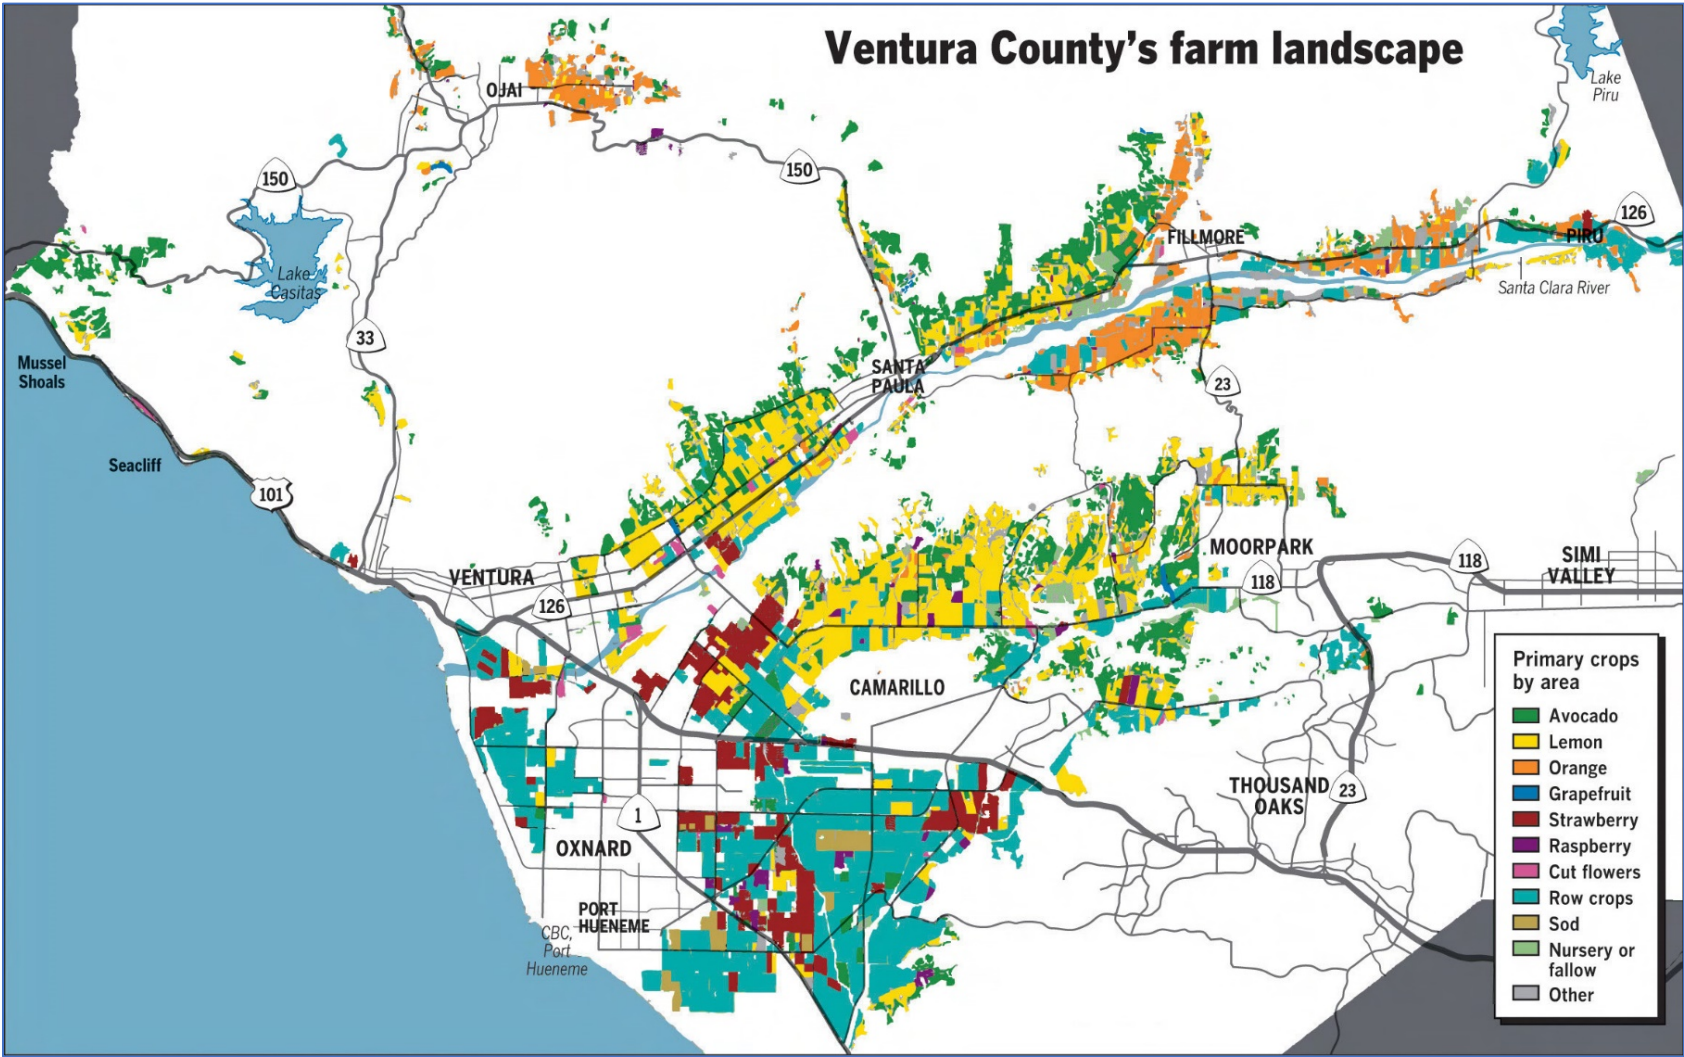 Ventura County's farm landscape
Lake
Piru
OJAI
150
150
126
FILLMORE
PIRU
Lake
Casitas
Santa Clara River
33
Mussel
Shoals
SANTA
PAULA
23
Seacliff
101
MOORPARK
118
SIMI
VALLEY
VENTURA
118
126
CAMARILLO
THOUSAND
OAKS
23
1
OXNARD
PORT
HUENEME
CBC,
Port
Hueneme
Primary crops
by area
Avocado
Lemon
Orange
Grapefruit
Strawberry
Raspberry
Cut flowers
Row crops
Sod
Nursery or
fallow
Other